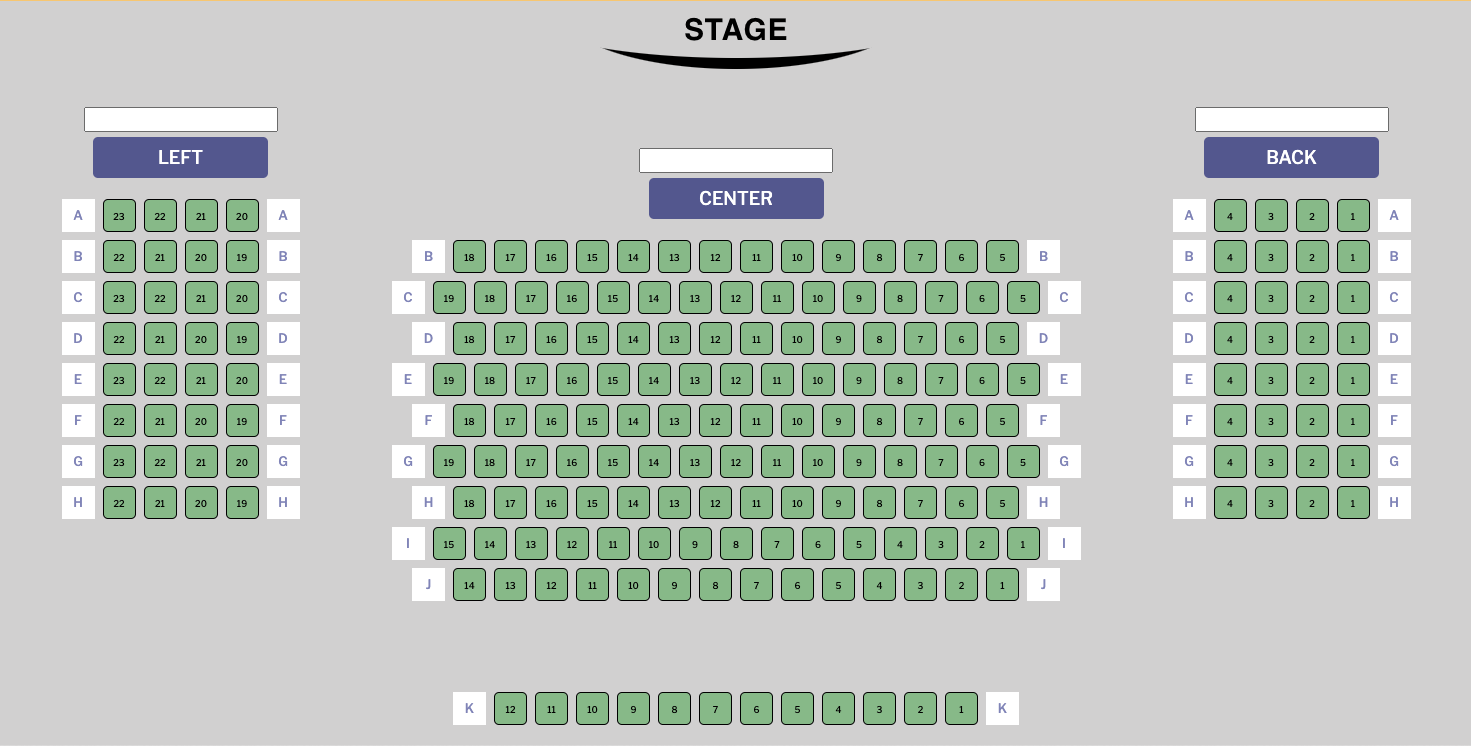 STAGE
LEFT
BACK
CENTER
A 23 22 21 20 A
A 4 3 2 1 A
B 22 21 20 19 B
B 18 17 16 15 14 13 12 11 10 9 8 7 6 5 B
B 4 3 2 1 B
C 23 22 21 20 C
C 19 18 17 16 15 14 13 12 11 10 9 8 7 6 5 C
C 4 3 2 1 C
D 22 21 20 19 D
D 18 17 16 15 14 13 12 11 10 9 8 7 6 5 D
D 4 3 2 1 D
E 23 22 21 20 E
E 19 18 17 16 15 14 13 12 11 10 9 8 7 6 5 E
E 4 3 2 1 E
F 22 21 20 19 F
F 18 17 16 15 14 13 12 11 10 9 8 7 6 5 F
F 4 3 2 1 F
G 23 22 21 20 G
G 19 18 17 16 15 14 13 12 11 10 9 8 7 6 5 G
G 4 3 2 1 G
H 22 21 20 19 H
H 18 17 16 15 14 13 12 11 10 9 8 7 6 5 H
H 4 3 2 1 H
I 15 14 13 12 11 10 9 8 7 6 5 4 3 2 1 I
J 14 13 12 11 10 9 8 7 6 5 4 3 2 1 J
K 12 11 10 9 8 7 6 5 4 3 2 1 K